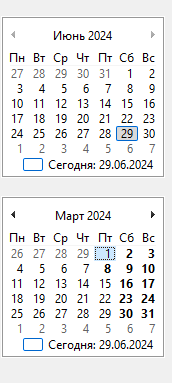 Июнь 2024
Пн Вт Ср Чт Пт Сб Вс
27 28 29 30 31 1 2
3 4 5 6 7 8 9
10 11 12 13 14 15 16
17 18 19 20 21 22 23
24 25 26 27 28 29 30
1 2 3 4 5 6 7
Сегодня: 29.06.2024
Март 2024
Пн Вт Ср Чт Пт Сб Вс
26 27 28 29 1 2 3
4 5 6 7 8 9 10
11 12 13 14 15 16 17
18 19 20 21 22 23 24
25 26 27 28 29 30 31
1 2 3 4 5 6 7
Сегодня: 29.06.2024